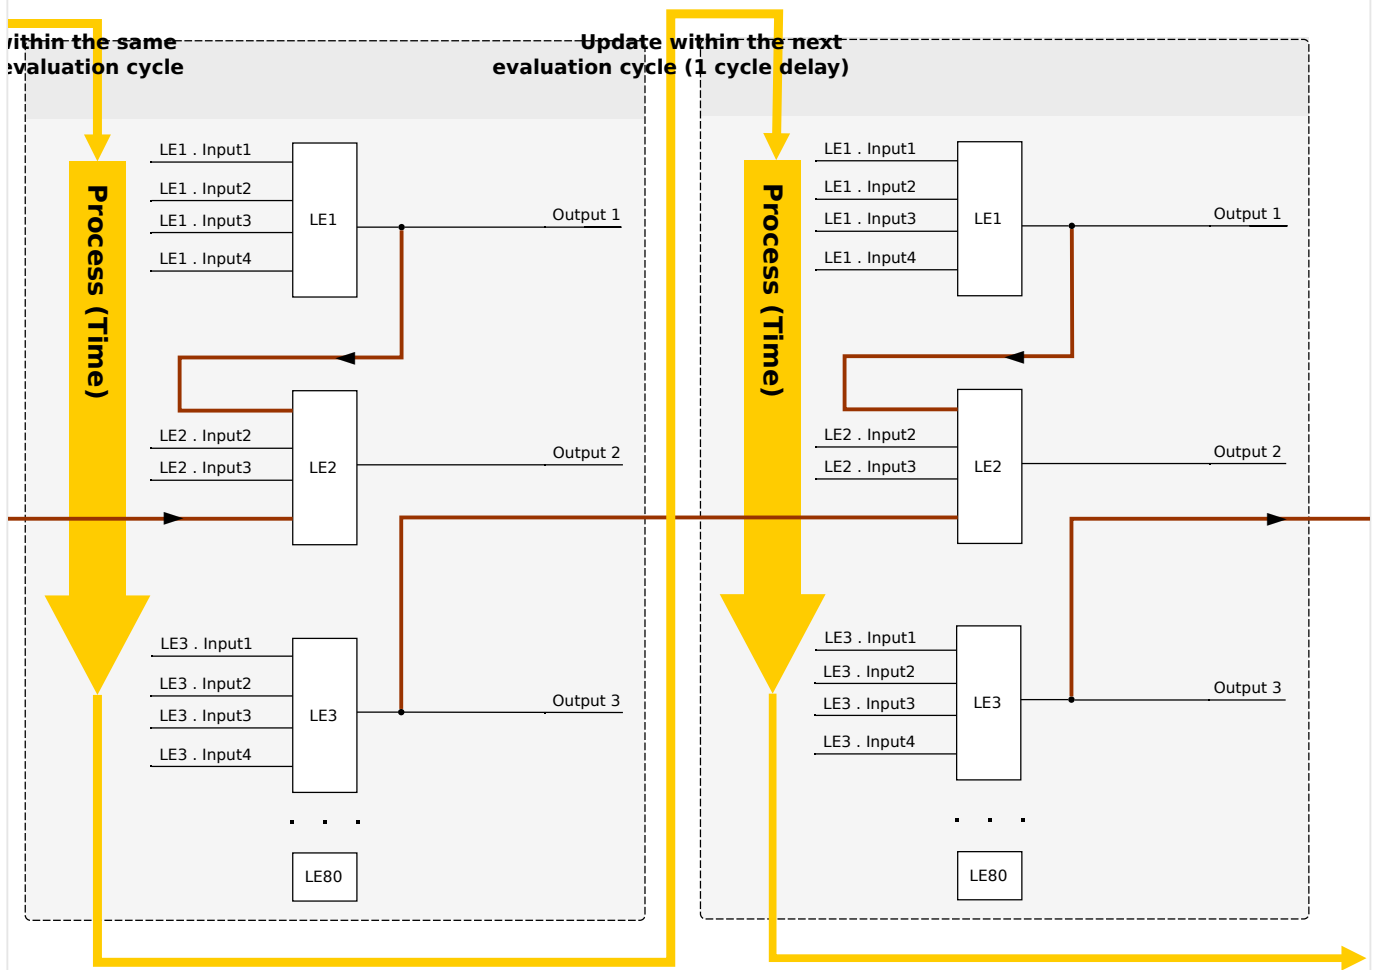 within the same
evaluation cycle
Update within the next
evaluation cycle (1 cycle delay)
Process (Time)
LE1 . Input1
LE1 . Input2
LE1 . Input3
LE1 . Input4
LE1
Output 1
LE2 . Input2
LE2 . Input3
LE2
Output 2
LE3 . Input1
LE3 . Input2
LE3 . Input3
LE3 . Input4
LE3
Output 3
. . .
LE80
Process (Time)
LE1 . Input1
LE1 . Input2
LE1 . Input3
LE1 . Input4
LE1
Output 1
LE2 . Input2
LE2 . Input3
LE2
Output 2
LE3 . Input1
LE3 . Input2
LE3 . Input3
LE3 . Input4
LE3
Output 3
. . .
LE80